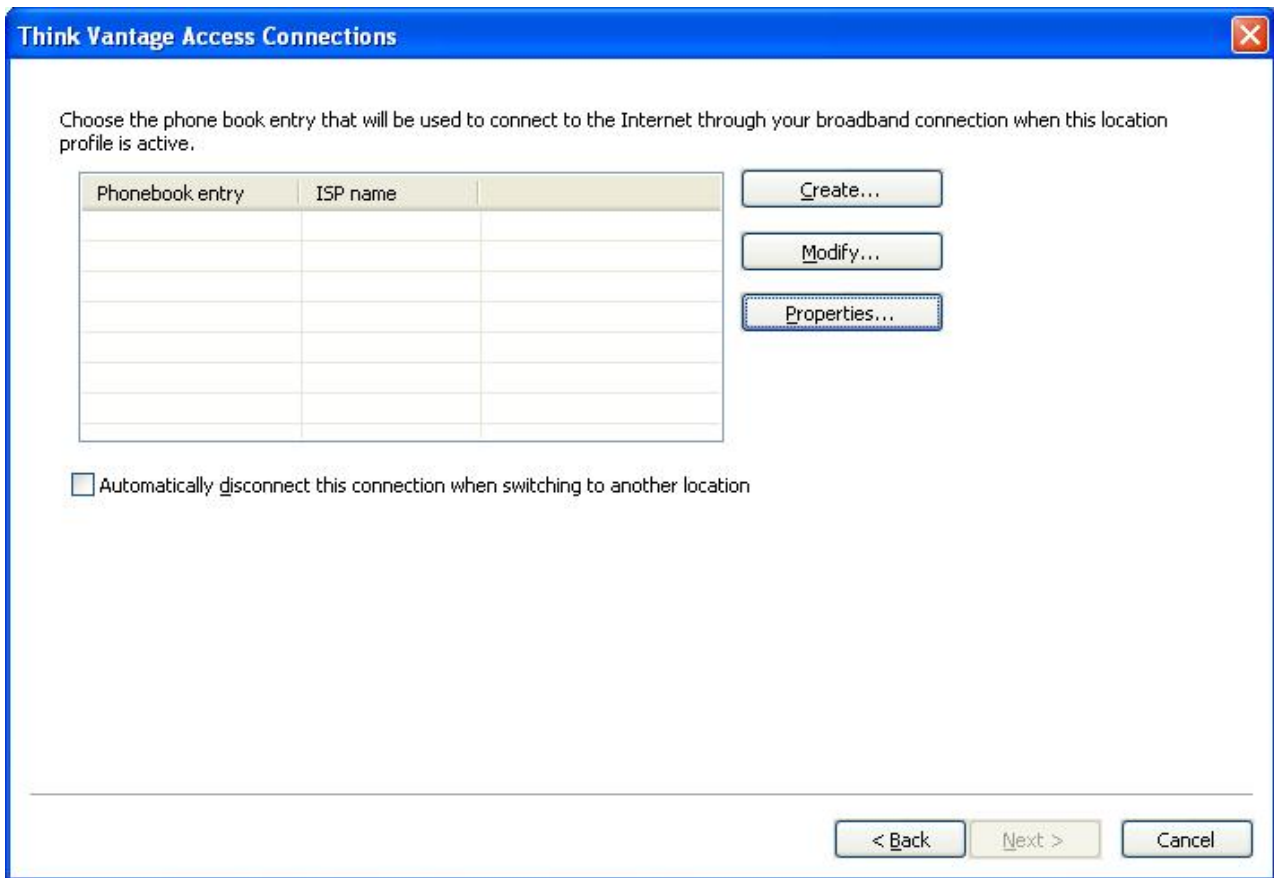 Think Vantage Access Connections
Choose the phone book entry that will be used to connect to the Internet through your broadband connection when this location
profile is active.
Phonebook entry ISP name
Create...
Modify...
Properties...
Automatically disconnect this connection when switching to another location
< Back Next > Cancel